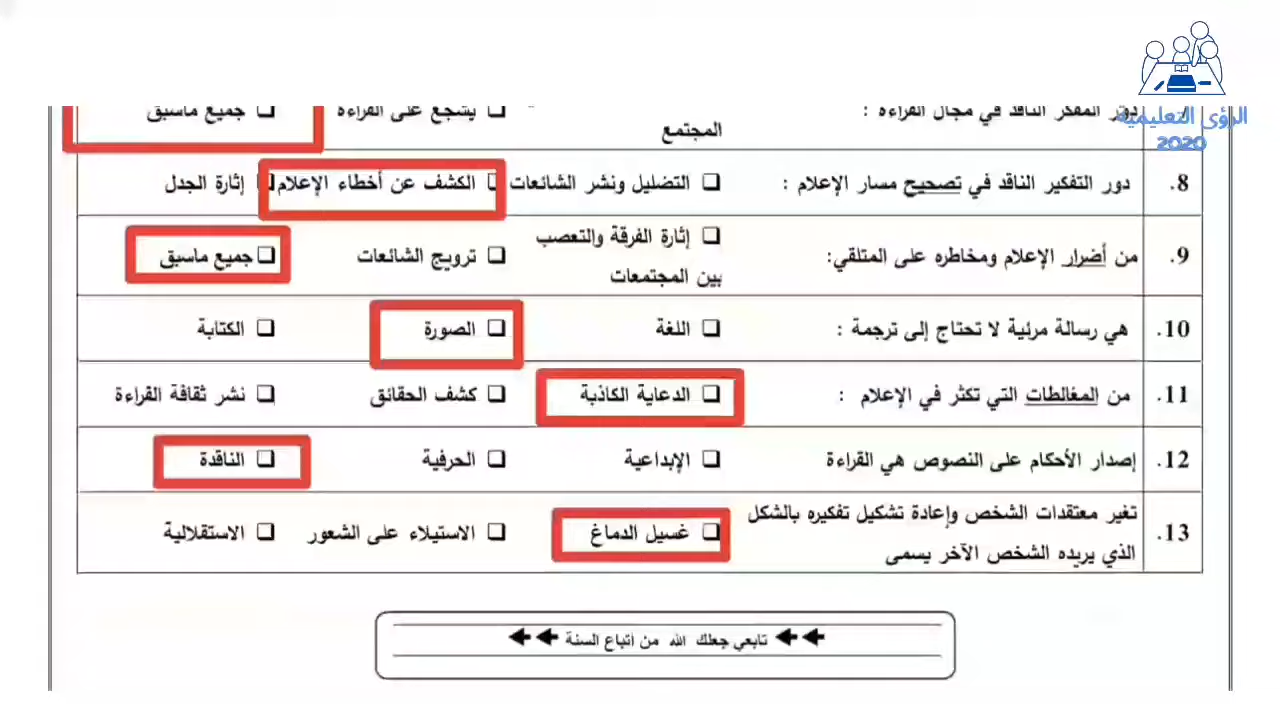 الرؤى التعليمية
2020
دور المفكر الناقد في مجال القراءة : المجتمع ❑ يشجع على القراءة ❑ جميع ماسبق
8. دور التفكير الناقد في تصحيح مسار الإعلام : ❑ التضليل ونشر الشائعات ❑ الكشف عن أخطاء الإعلام ❑ إثارة الجدل
9. من أضرار الإعلام ومخاطره على المتلقي: ❑ إثارة الفرقة والتعصب بين المجتمعات ❑ ترويج الشائعات ❑ جميع ماسبق
10. هي رسالة مرئية لا تحتاج إلى ترجمة : ❑ اللغة ❑ الصورة ❑ الكتابة
11. من المغالطات التي تكثر في الإعلام : ❑ الدعاية الكاذبة ❑ كشف الحقائق ❑ نشر ثقافة القراءة
12. إصدار الأحكام على النصوص هي القراءة ❑ الإبداعية ❑ الحرفية ❑ الناقدة
13. تغير معتقدات الشخص وإعادة تشكيل تفكيره بالشكل
الذي يريده الشخص الآخر يسمى ❑ غسيل الدماغ ❑ الاستيلاء على الشعور ❑ الاستقلالية
تابعي جعلك الله من اتباع السنة